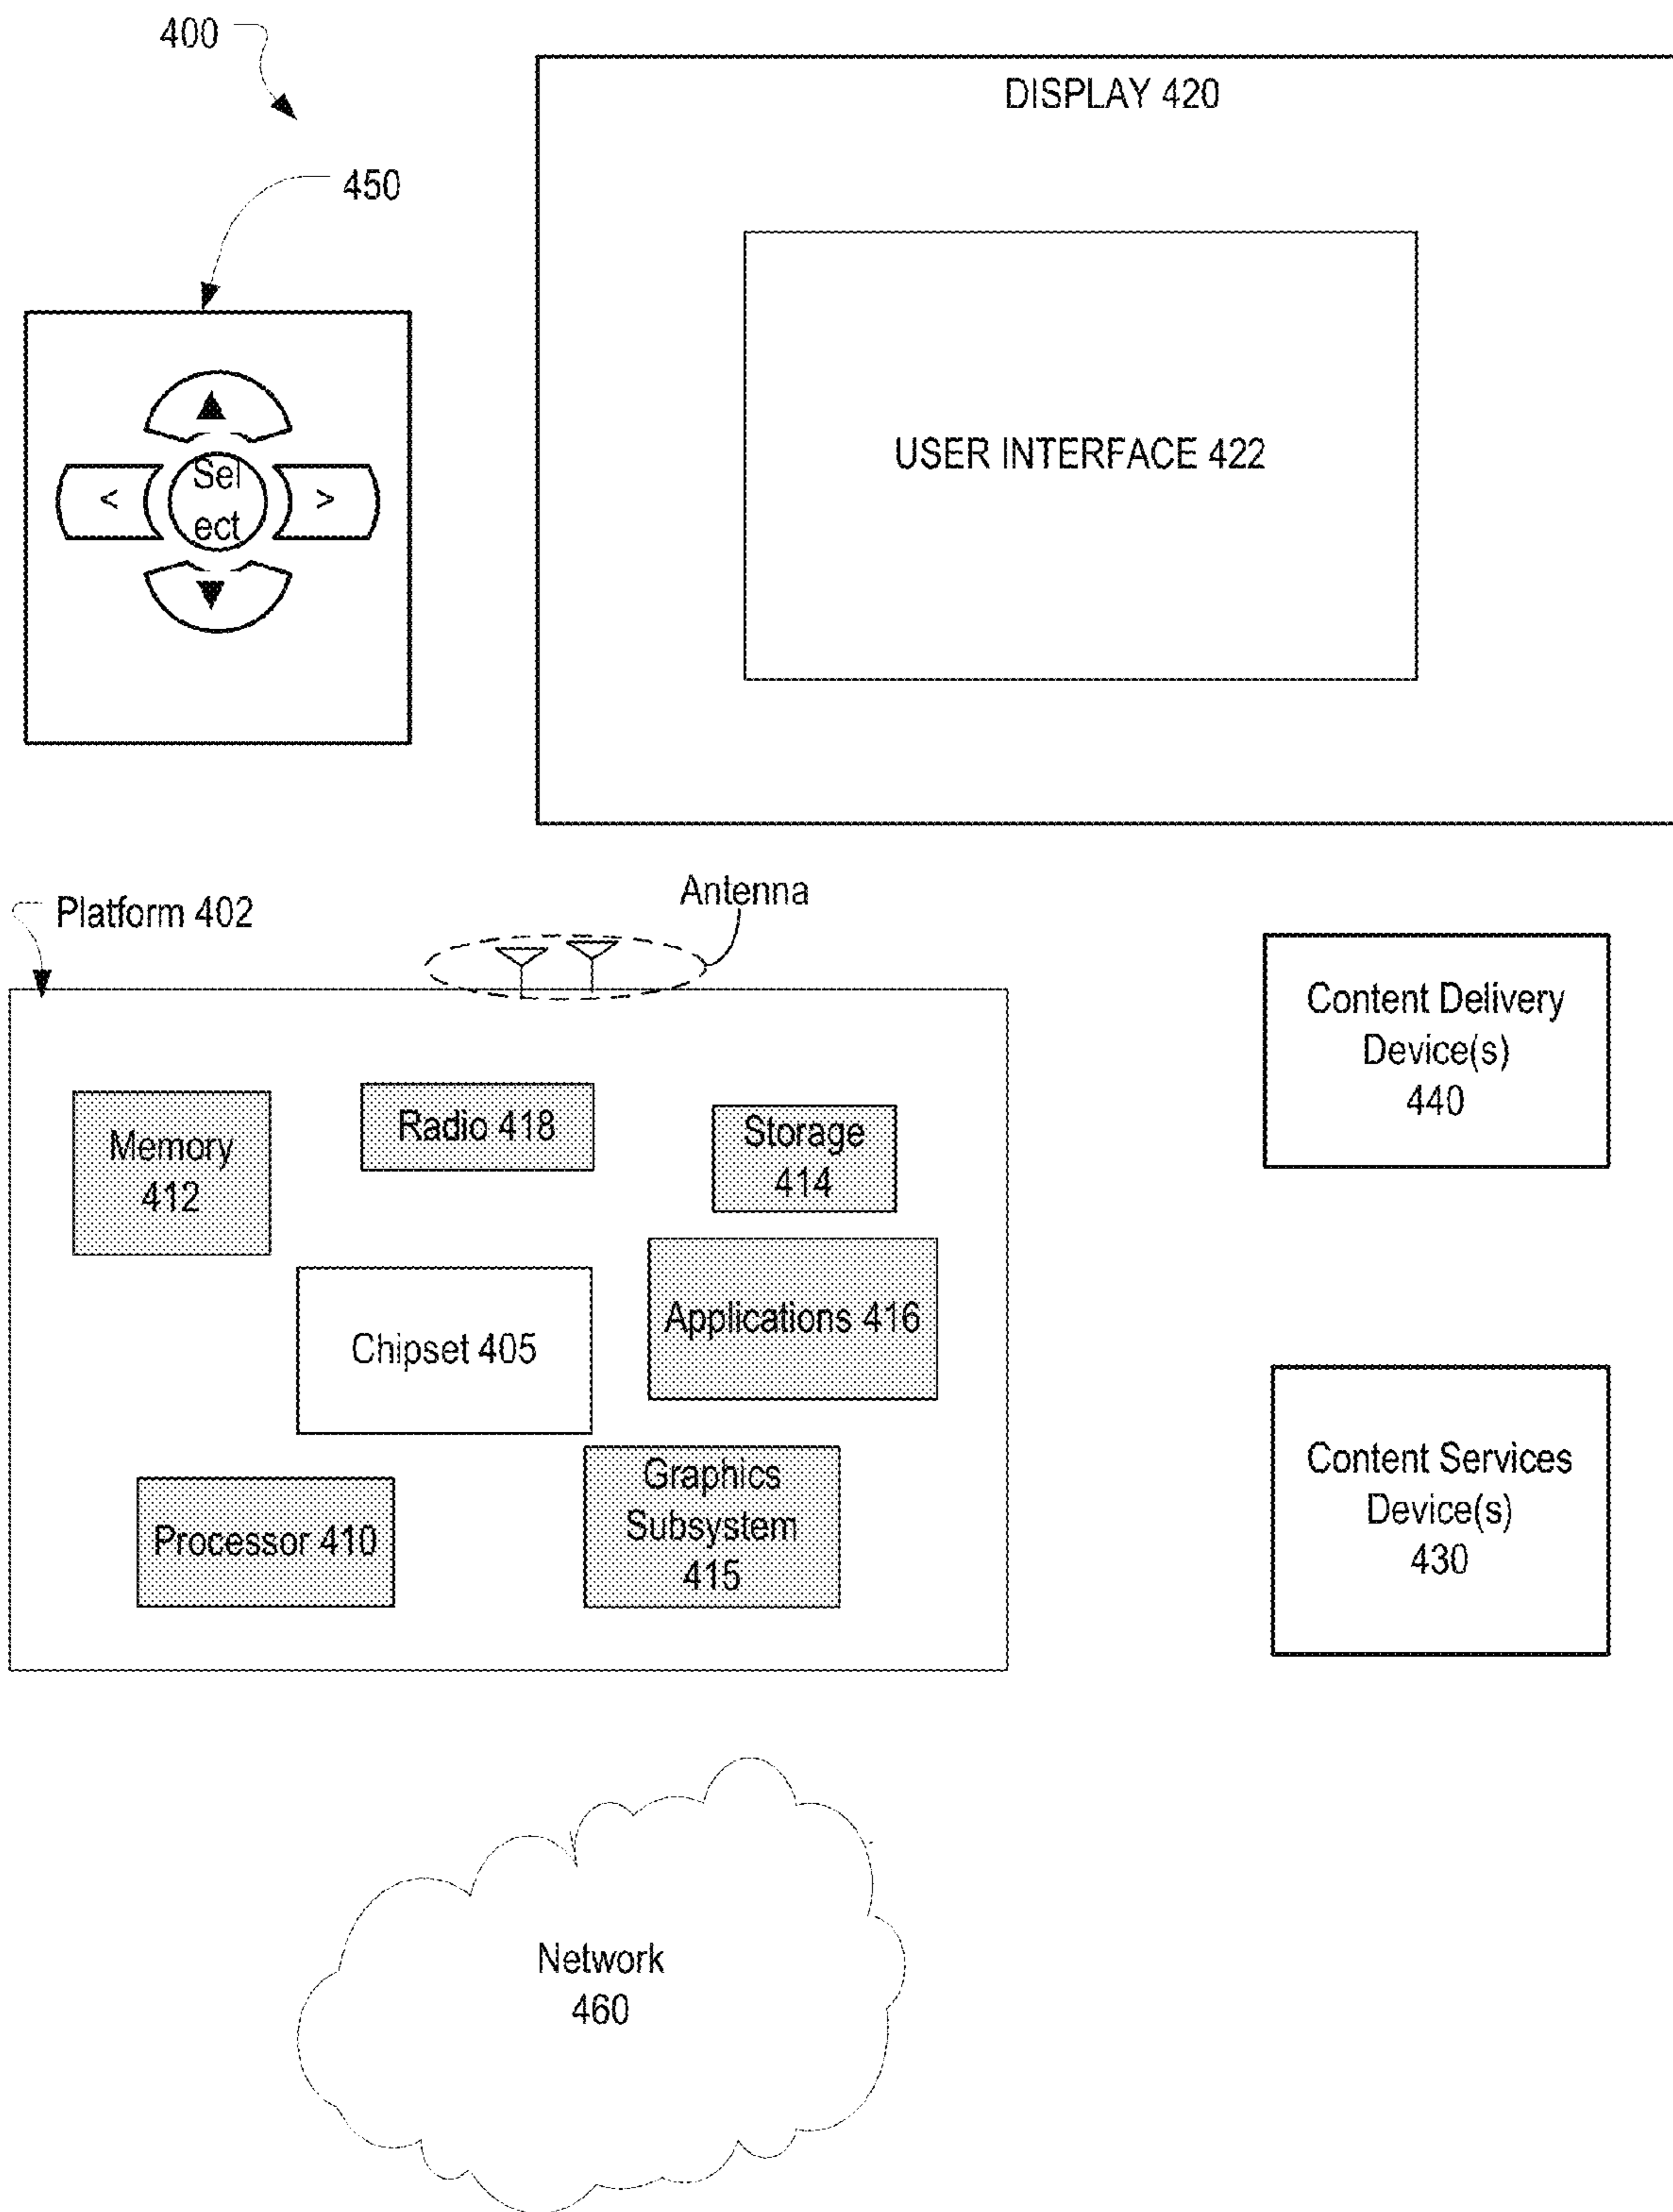 400
DISPLAY 420
450
USER INTERFACE 422
<
Sel
ect
>
Platform 402
Antenna
Memory
412
Radio 418
Storage
414
Chipset 405
Applications 416
Processor 410
Graphics
Subsystem
415
Content Delivery
Device(s)
440
Content Services
Device(s)
430
Network
460